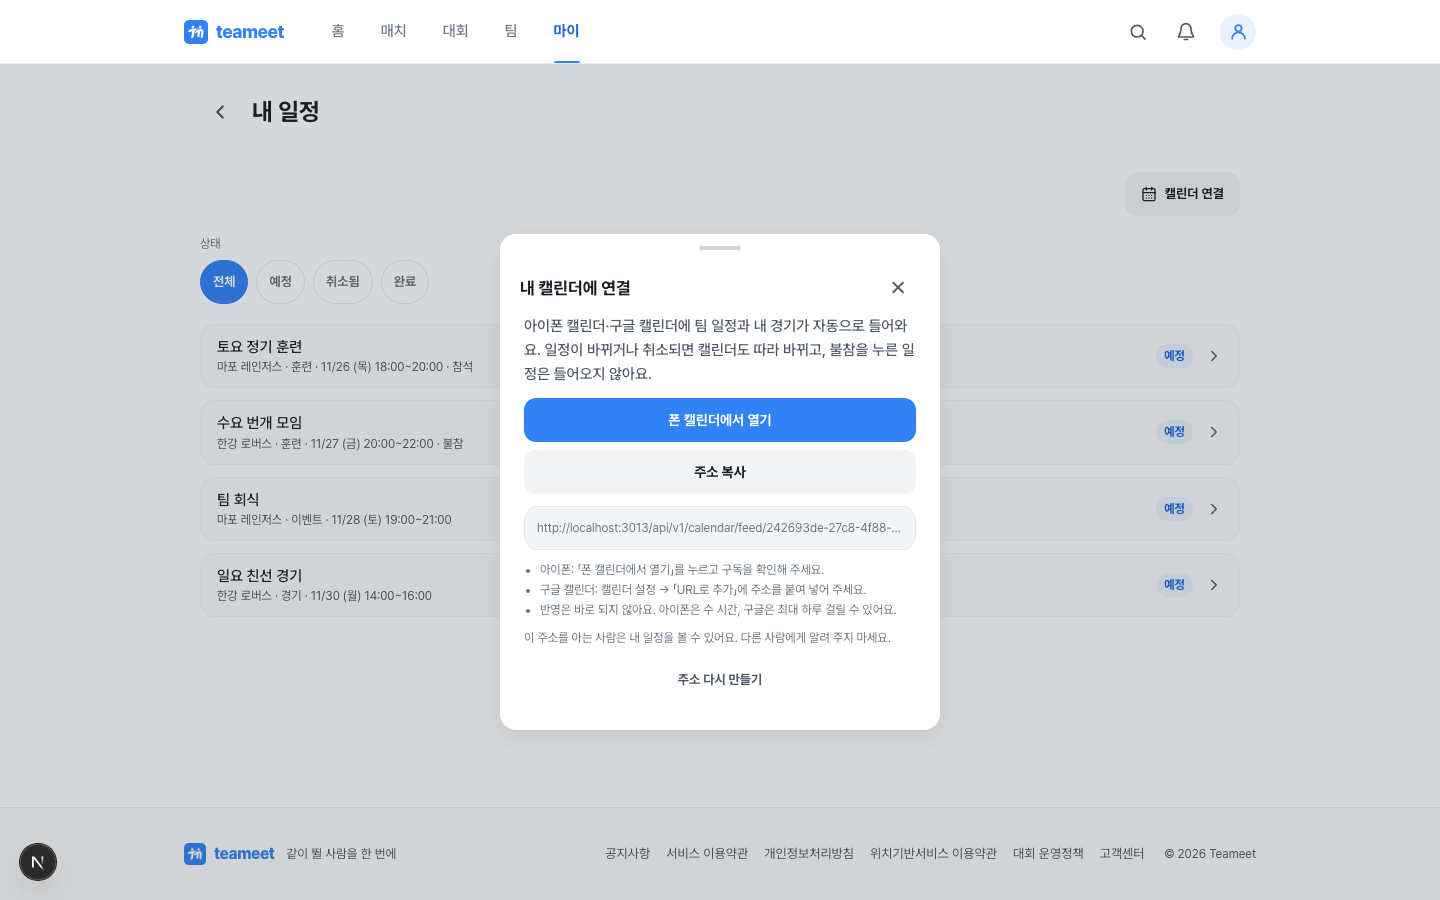 teameet
홈
매치
대회
팀
마이
내 일정
캘린더 연결
상태
전체
예정
취소됨
완료
토요 정기 훈련
마포 레인저스 · 훈련 · 11/26 (목) 18:00~20:00 · 참석
예정
수요 번개 모임
한강 로버스 · 훈련 · 11/27 (금) 20:00~22:00 · 불참
예정
팀 회식
마포 레인저스 · 이벤트 · 11/28 (토) 19:00~21:00
예정
일요 친선 경기
한강 로버스 · 경기 · 11/30 (월) 14:00~16:00
예정
내 캘린더에 연결
아이폰 캘린더·구글 캘린더에 팀 일정과 내 경기가 자동으로 들어와
요. 일정이 바뀌거나 취소되면 캘린더도 따라 바뀌고, 불참을 누른 일
정은 들어오지 않아요.
폰 캘린더에서 열기
주소 복사
http://localhost:3013/api/v1/calendar/feed/242693de-27c8-4f88-...
• 아이폰: 「폰 캘린더에서 열기」를 누르고 구독을 확인해 주세요.
• 구글 캘린더: 캘린더 설정 → 「URL로 추가」에 주소를 붙여 넣어 주세요.
• 반영은 바로 되지 않아요. 아이폰은 수 시간, 구글은 최대 하루 걸릴 수 있어요.
이 주소를 아는 사람은 내 일정을 볼 수 있어요. 다른 사람에게 알려 주지 마세요.
주소 다시 만들기
N
teameet
같이 뛸 사람을 한 번에
공지사항
서비스 이용약관
개인정보처리방침
위치기반서비스 이용약관
대회 운영정책
고객센터
© 2026 Teameet